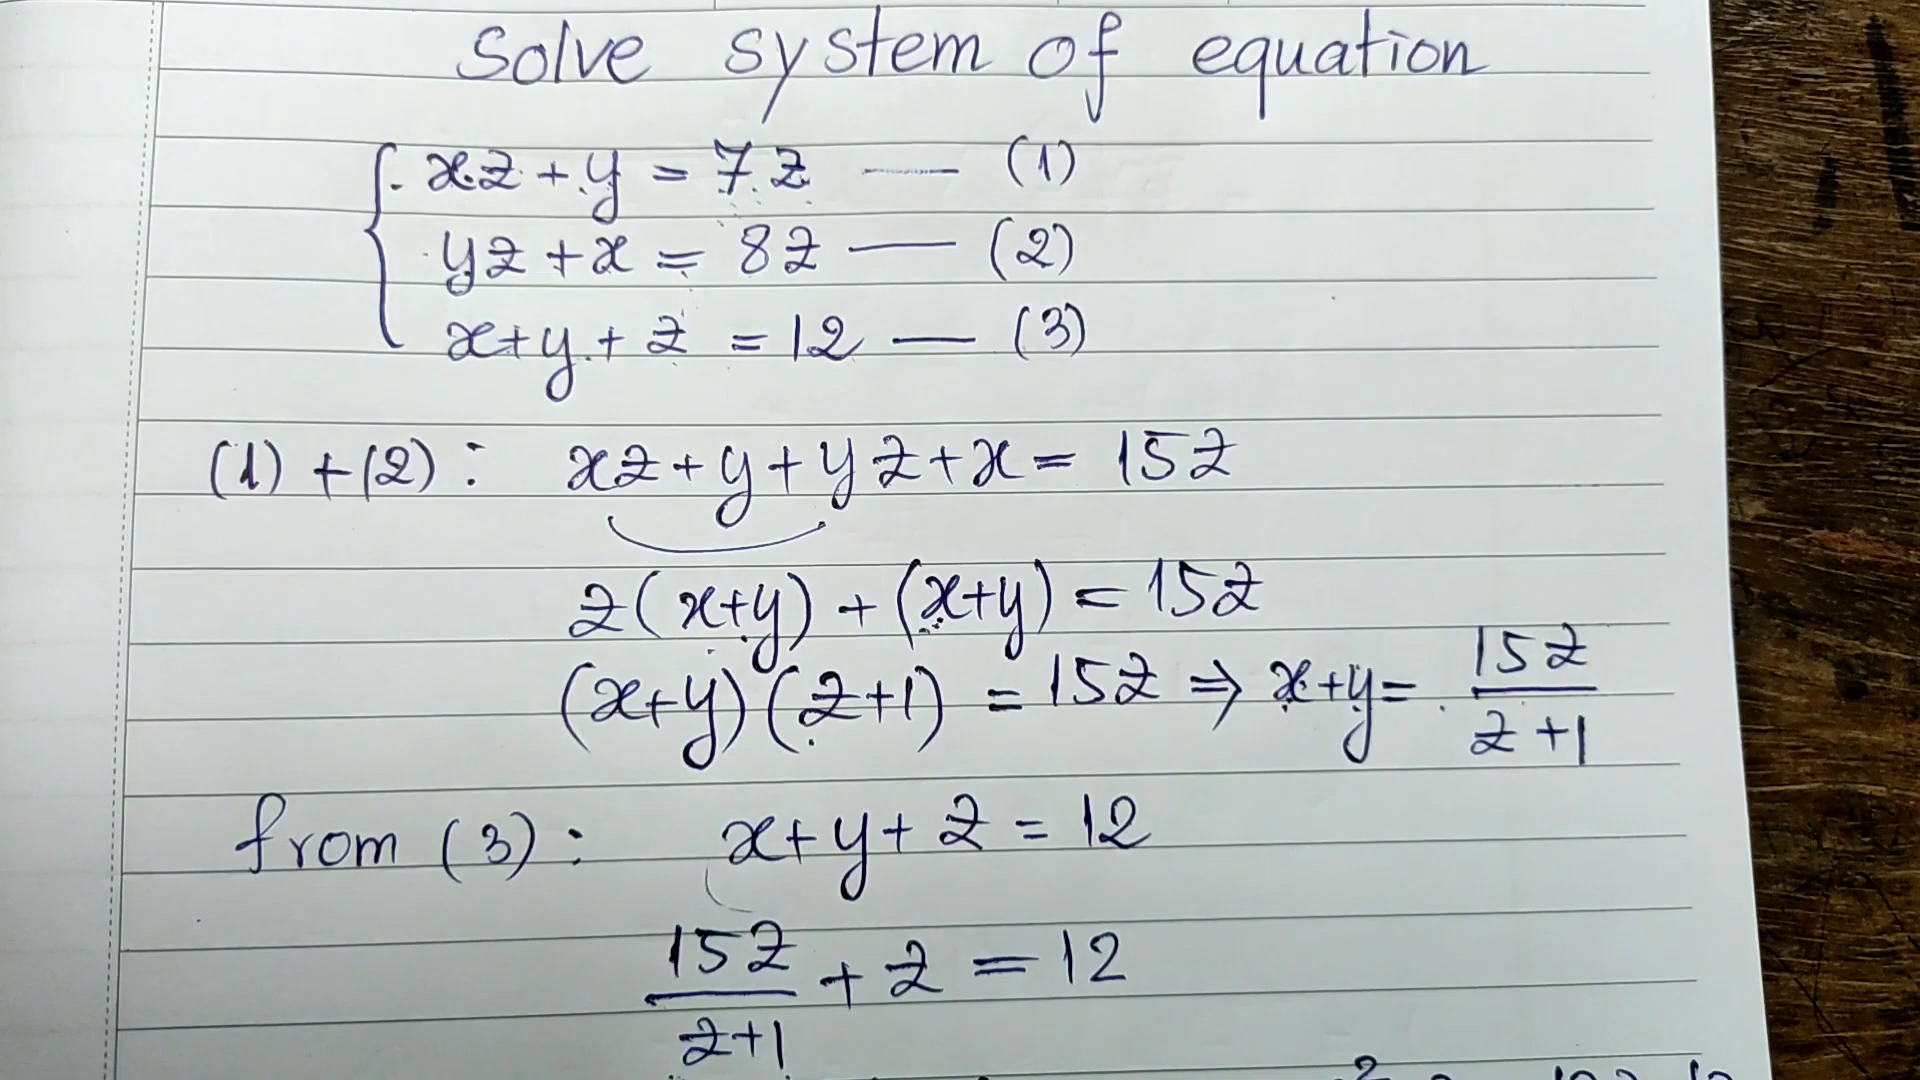 Solve system of equation
xz + y = 7z — (1)
yz + x = 8z — (2)
x + y + z = 12 — (3)
(1) + (2) : xz + y + yz + x = 15z
z(x+y) + (x+y) = 15z
(x+y)(z+1) = 15z ⇒ x+y = 15z/(z+1)
from (3) : x + y + z = 12
15z/(z+1) + z = 12